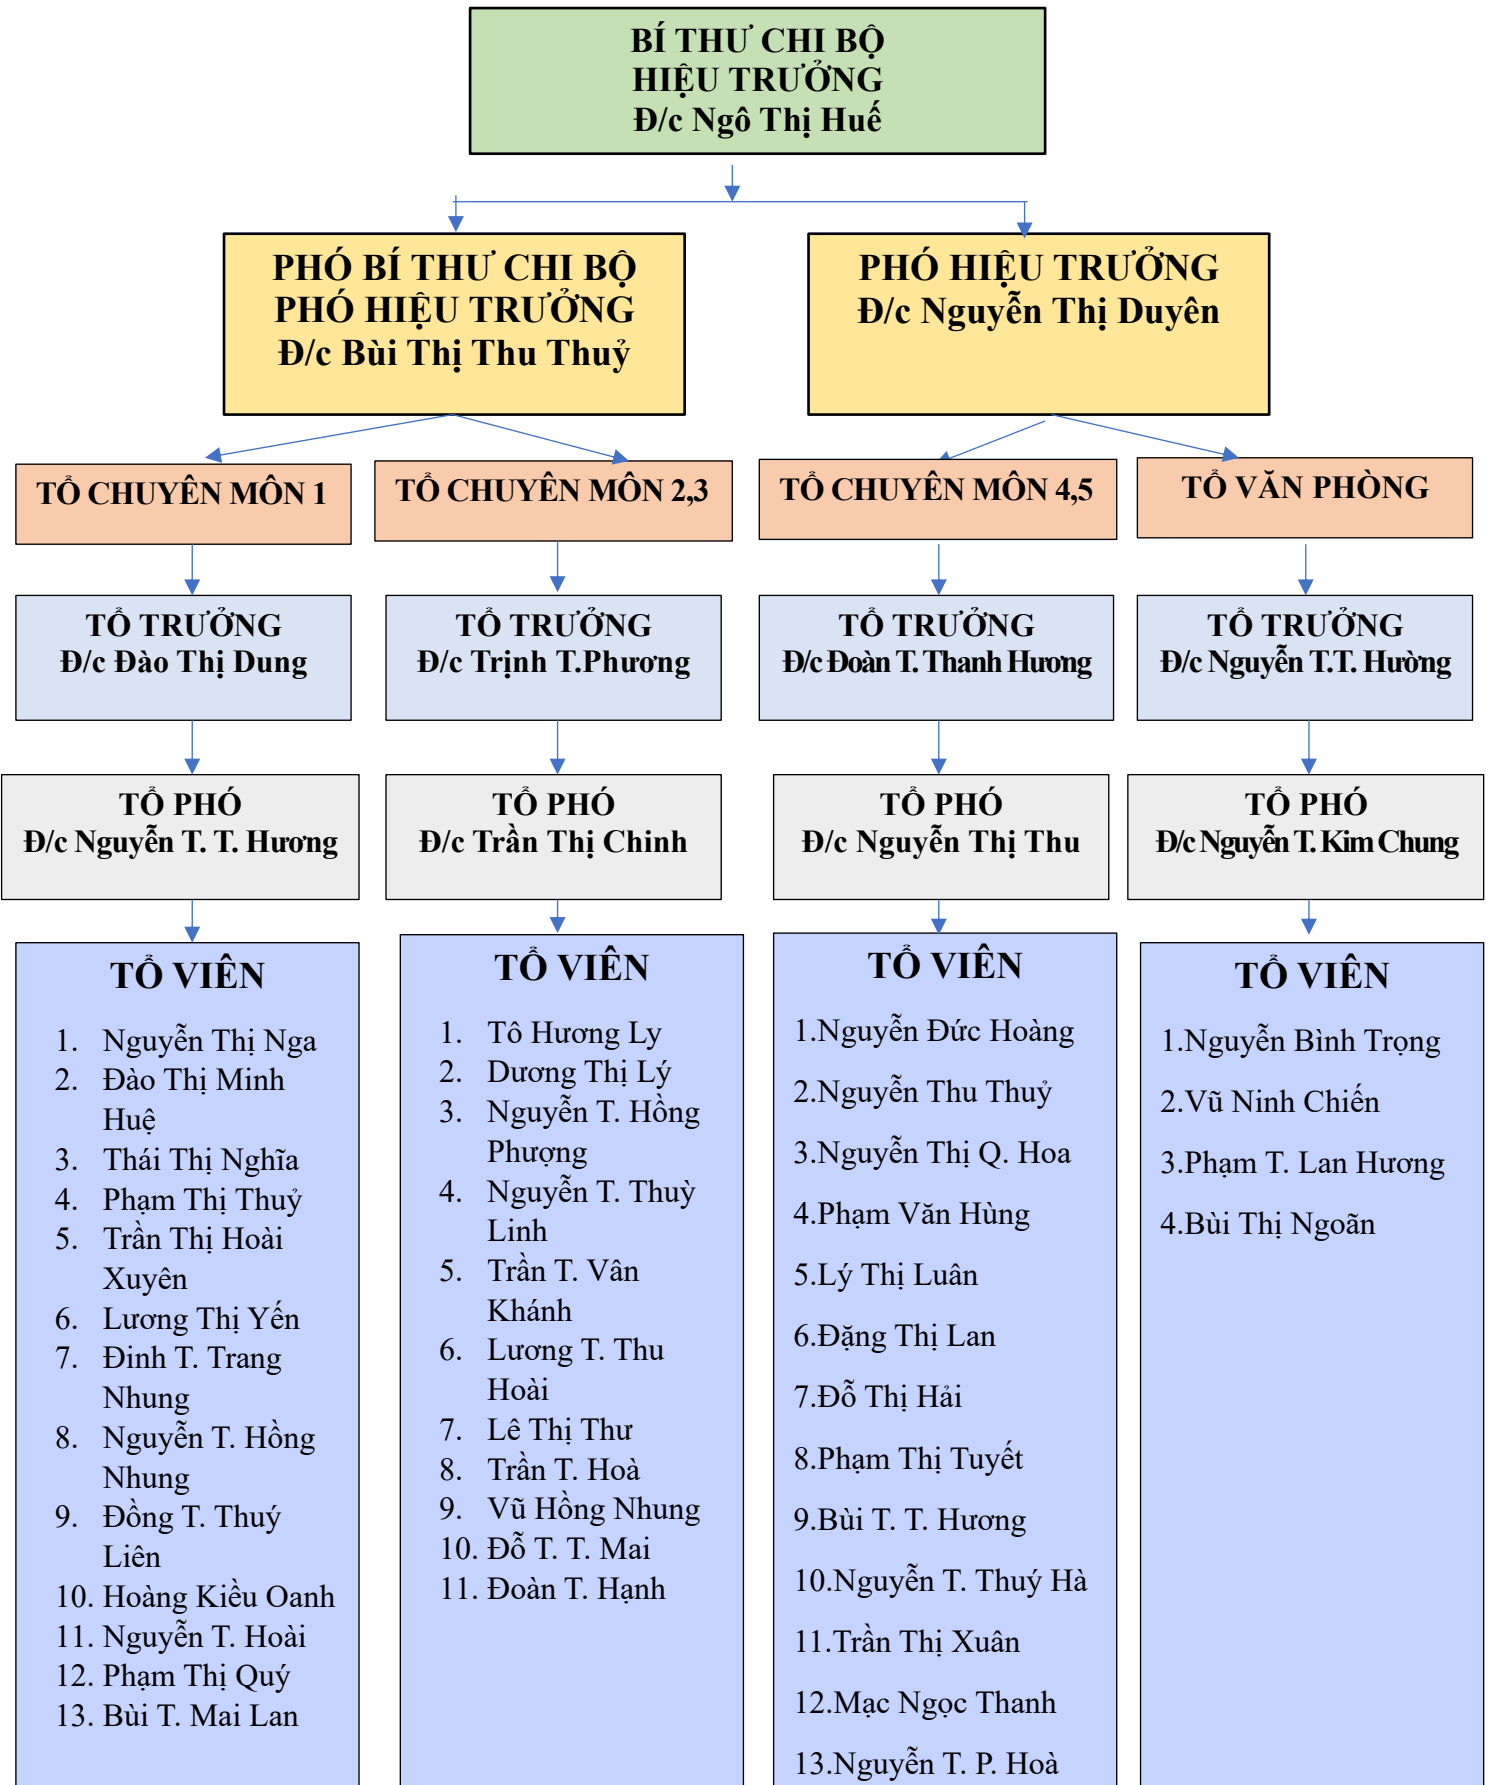 BÍ THƯ CHI BỘ
HIỆU TRƯỞNG
Đ/c Ngô Thị Huế
PHÓ BÍ THƯ CHI BỘ
PHÓ HIỆU TRƯỞNG
Đ/c Bùi Thị Thu Thuỷ
PHÓ HIỆU TRƯỞNG
Đ/c Nguyễn Thị Duyên
TỔ CHUYÊN MÔN 1
TỔ CHUYÊN MÔN 2,3
TỔ CHUYÊN MÔN 4,5
TỔ VĂN PHÒNG
TỔ TRƯỞNG
Đ/c Đào Thị Dung
TỔ TRƯỞNG
Đ/c Trịnh T.Phương
TỔ TRƯỞNG
Đ/c Đoàn T. Thanh Hương
TỔ TRƯỞNG
Đ/c Nguyễn T.T. Hường
TỔ PHÓ
Đ/c Nguyễn T. T. Hương
TỔ PHÓ
Đ/c Trần Thị Chinh
TỔ PHÓ
Đ/c Nguyễn Thị Thu
TỔ PHÓ
Đ/c Nguyễn T. Kim Chung
TỔ VIÊN
1. Nguyễn Thị Nga
2. Đào Thị Minh
Huệ
3. Thái Thị Nghĩa
4. Phạm Thị Thuỷ
5. Trần Thị Hoài
Xuyên
6. Lương Thị Yến
7. Đinh T. Trang
Nhung
8. Nguyễn T. Hồng
Nhung
9. Đồng T. Thuý
Liên
10. Hoàng Kiều Oanh
11. Nguyễn T. Hoài
12. Phạm Thị Quý
13. Bùi T. Mai Lan
TỔ VIÊN
1. Tô Hương Ly
2. Dương Thị Lý
3. Nguyễn T. Hồng
Phượng
4. Nguyễn T. Thuỳ
Linh
5. Trần T. Vân
Khánh
6. Lương T. Thu
Hoài
7. Lê Thị Thư
8. Trần T. Hoà
9. Vũ Hồng Nhung
10. Đỗ T. T. Mai
11. Đoàn T. Hạnh
TỔ VIÊN
1.Nguyễn Đức Hoàng
2.Nguyễn Thu Thuỷ
3.Nguyễn Thị Q. Hoa
4.Phạm Văn Hùng
5.Lý Thị Luân
6.Đặng Thị Lan
7.Đỗ Thị Hải
8.Phạm Thị Tuyết
9.Bùi T. T. Hương
10.Nguyễn T. Thuý Hà
11.Trần Thị Xuân
12.Mạc Ngọc Thanh
13.Nguyễn T. P. Hoà
TỔ VIÊN
1.Nguyễn Bình Trọng
2.Vũ Ninh Chiến
3.Phạm T. Lan Hương
4.Bùi Thị Ngoãn